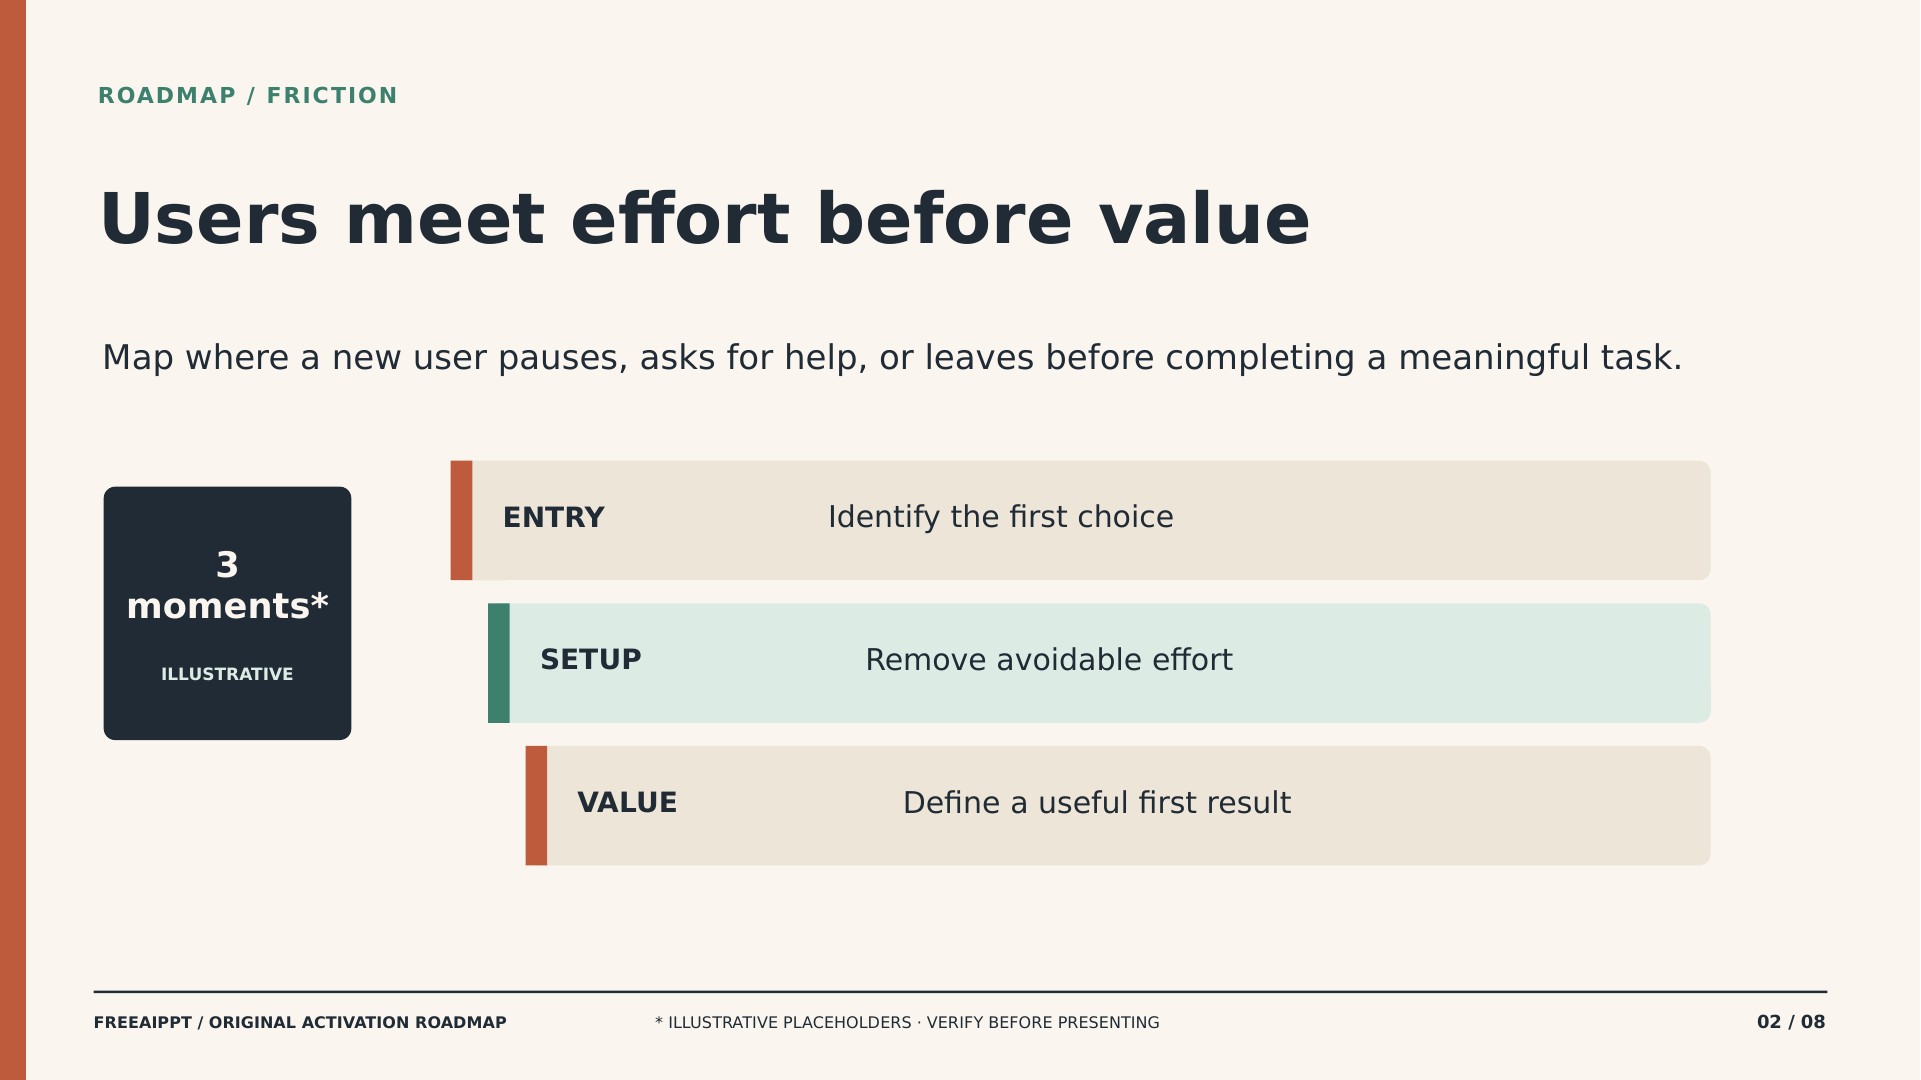 ROADMAP / FRICTION
Users meet effort before value
Map where a new user pauses, asks for help, or leaves before completing a meaningful task.
3
moments*
ILLUSTRATIVE
ENTRY Identify the first choice
SETUP Remove avoidable effort
VALUE Define a useful first result
FREEAIPPT / ORIGINAL ACTIVATION ROADMAP * ILLUSTRATIVE PLACEHOLDERS · VERIFY BEFORE PRESENTING 02 / 08